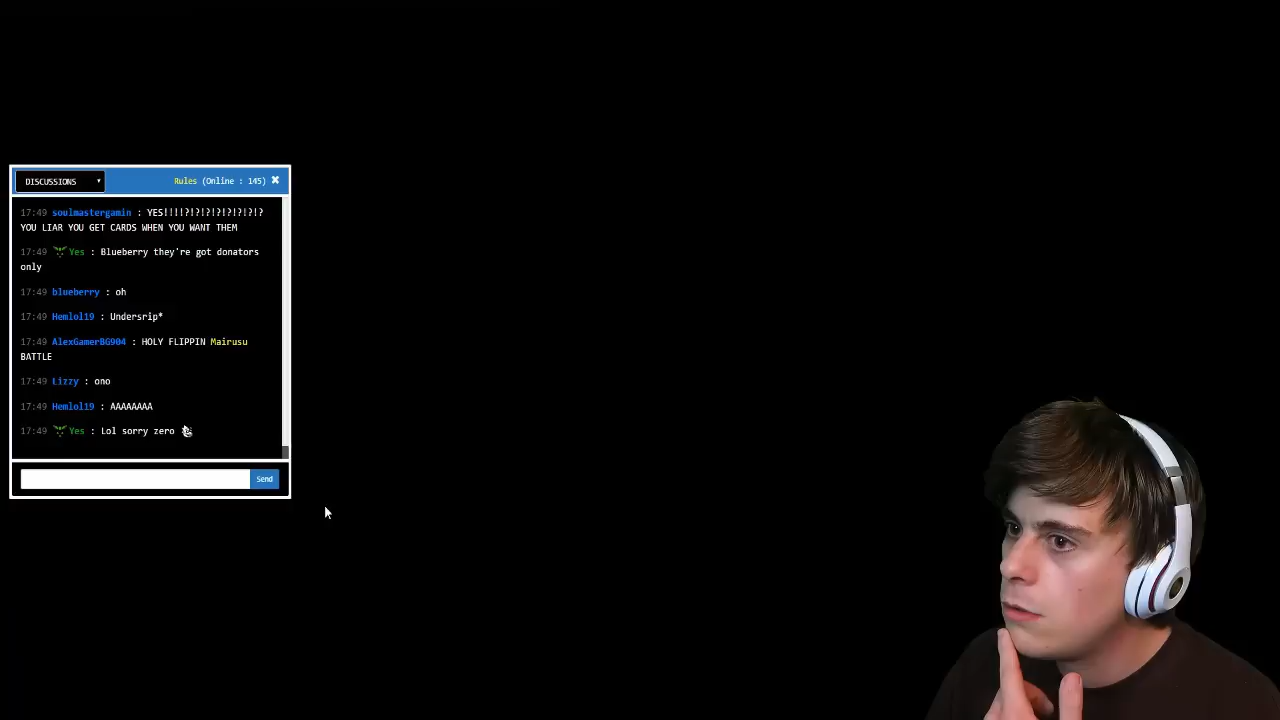 DISCUSSIONS
Rules (Online : 145)
17:49 soulmastergamin : YES!!!!?!?!?!?!?!?!?!?
YOU LIAR YOU GET CARDS WHEN YOU WANT THEM
17:49 Yes : Blueberry they're got donators
only
17:49 blueberry : oh
17:49 Hemlol19 : Undersrip*
17:49 AlexGamerBG904 : HOLY FLIPPIN Mairusu
BATTLE
17:49 Lizzy : ono
17:49 Hemlol19 : AAAAAAAA
17:49 Yes : Lol sorry zero
Send